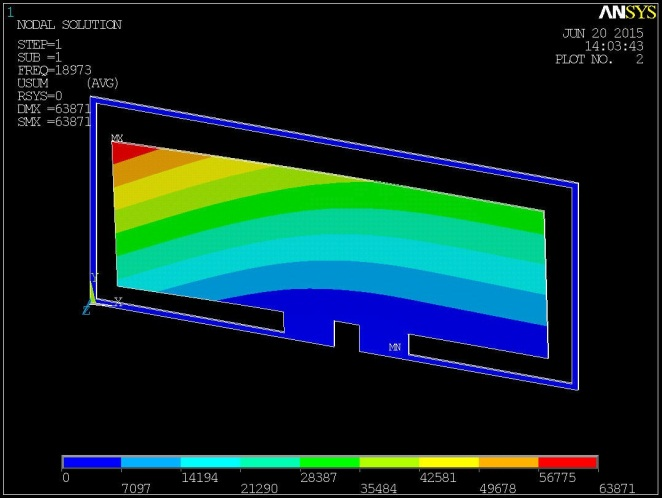 1
ANSYS
NODAL SOLUTION
JUN 20 2015
14:03:43
PLOT NO. 2
STEP=1
SUB =1
FREQ=18973
USUM (AVG)
RSYS=0
DMX =63871
SMX =63871
MX
Y
Z X
MN
0 14194 28387 42581 56775
7097 21290 35484 49678 63871